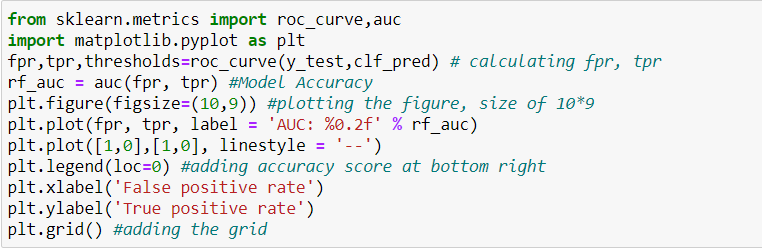 from sklearn.metrics import roc_curve,auc
import matplotlib.pyplot as plt
fpr,tpr,thresholds=roc_curve(y_test,clf_pred) # calculating fpr, tpr
rf_auc = auc(fpr, tpr) #Model Accuracy
plt.figure(figsize=(10,9)) #plotting the figure, size of 10*9
plt.plot(fpr, tpr, label = 'AUC: %0.2f' % rf_auc)
plt.plot([1,0],[1,0], linestyle = '--')
plt.legend(loc=0) #adding accuracy score at bottom right
plt.xlabel('False positive rate')
plt.ylabel('True positive rate')
plt.grid() #adding the grid